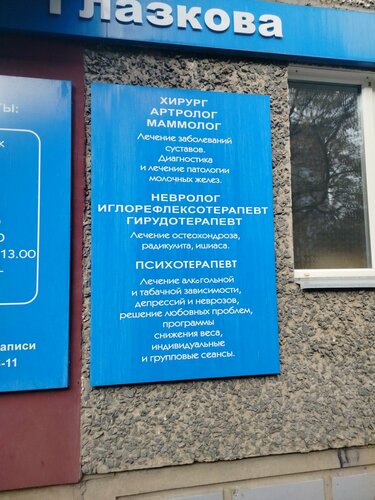 Глазкова
ТЫ:
13.00
ХИРУРГ
АРТРОЛОГ
МАММОЛОГ
Лечение заболеваний
суставов.
Диагностика
и лечение патологии
молочных желез.
НЕВРОЛОГ
ИГЛОРЕФЛЕКСОТЕРАПЕВТ
ГИРУДОТЕРАПЕВТ
Лечение остеохондроза,
радикулита, ишиаса.
ПСИХОТЕРАПЕВТ
Лечение алкогольной
и табачной зависимости,
депрессий и неврозов,
решение любовных проблем,
программы
снижения веса,
индивидуальные
и групповые сеансы.
записи
-11